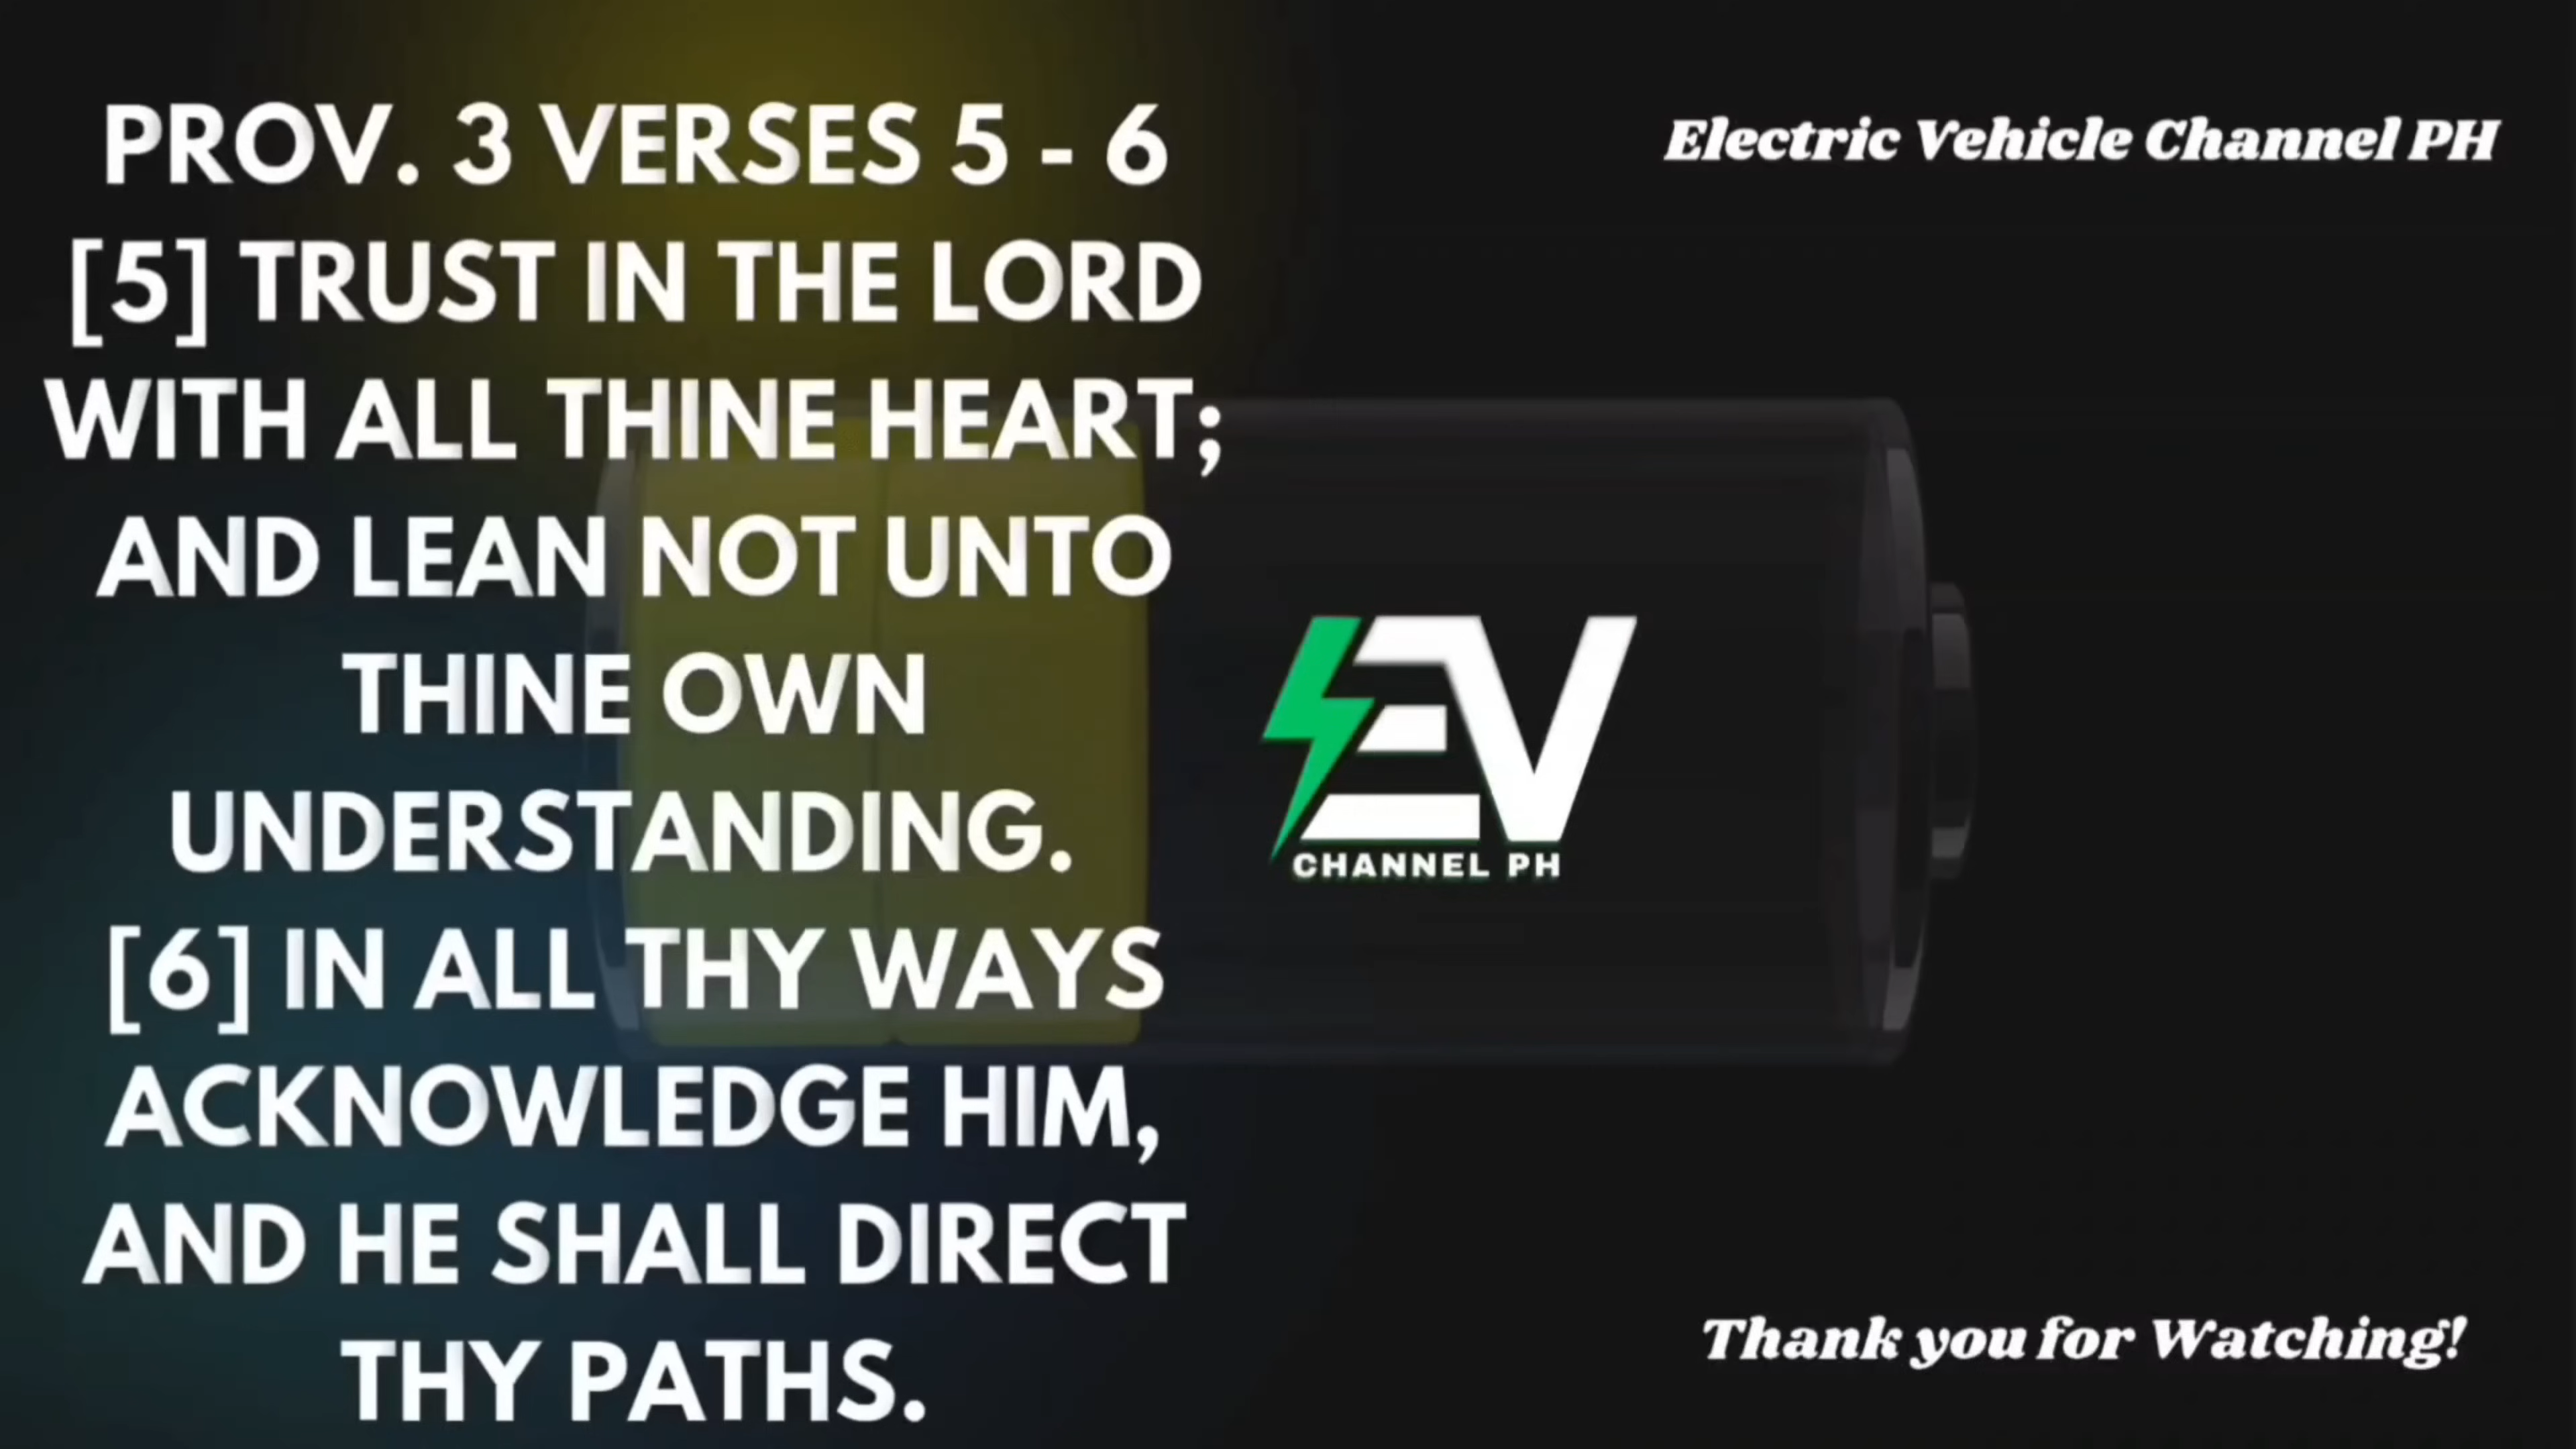 PROV. 3 VERSES 5 - 6
[5] TRUST IN THE LORD
WITH ALL THINE HEART;
AND LEAN NOT UNTO
THINE OWN
UNDERSTANDING.
[6] IN ALL THY WAYS
ACKNOWLEDGE HIM,
AND HE SHALL DIRECT
THY PATHS.
Electric Vehicle Channel PH
EV
CHANNEL PH
Thank you for Watching!